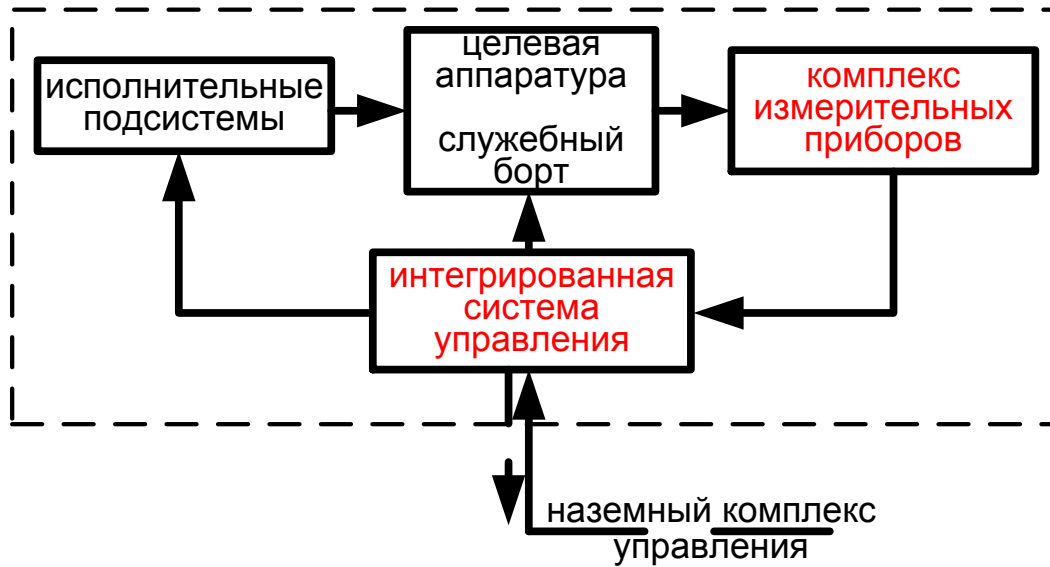 исполнительные
подсистемы
целевая
аппаратура
служебный
борт
комплекс
измерительных
приборов
интегрированная
система
управления
наземный комплекс
управления